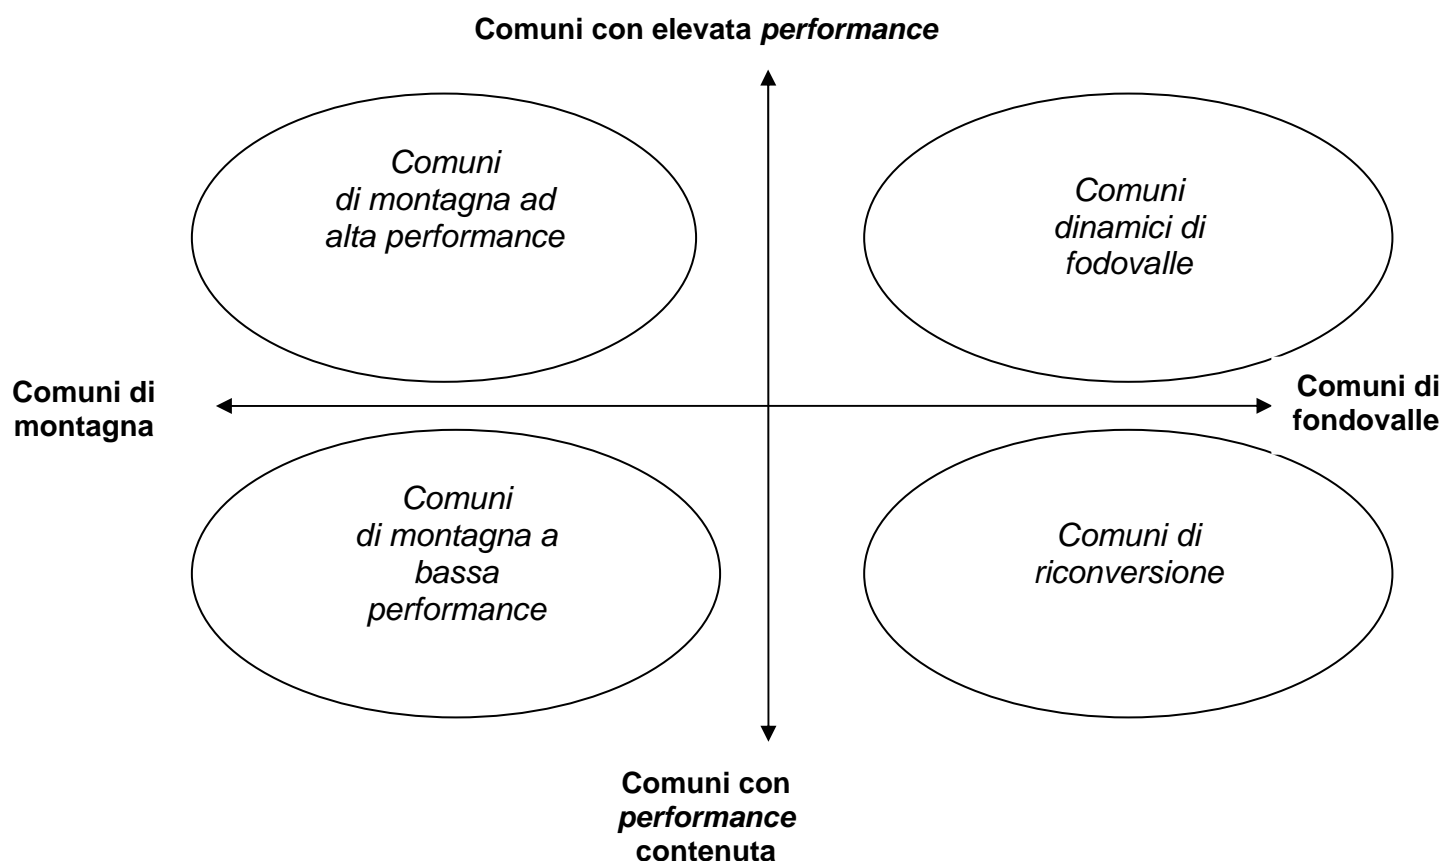 Comuni con elevata performance
Comuni
di montagna ad
alta performance
Comuni
dinamici di
fodovalle
Comuni di
montagna
Comuni di
fondovalle
Comuni
di montagna a
bassa
performance
Comuni di
riconversione
Comuni con
performance
contenuta